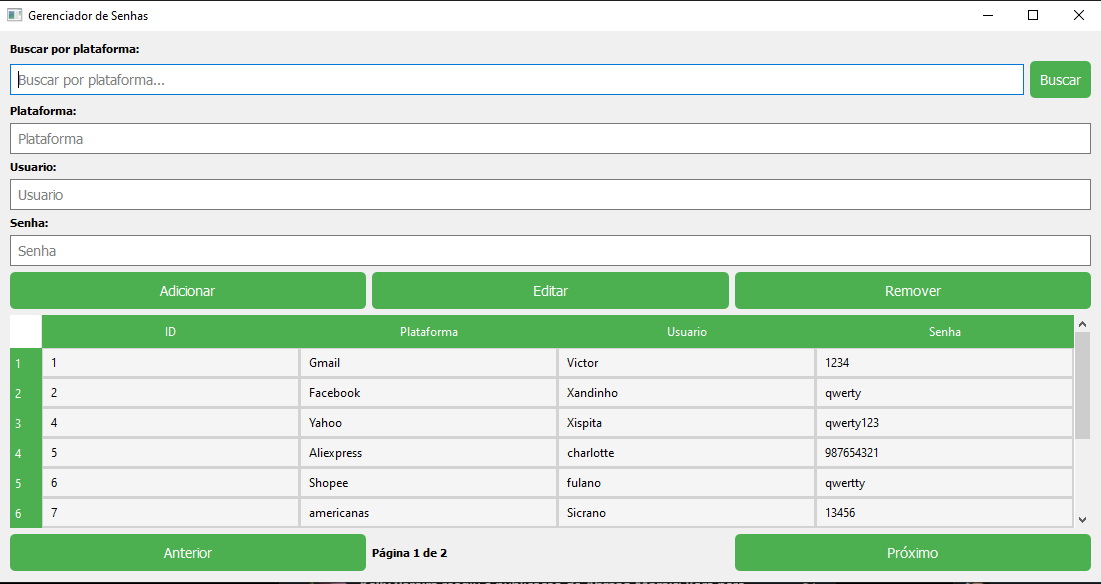 Gerenciador de Senhas
Buscar por plataforma:
Buscar por plataforma... Buscar
Plataforma:
Plataforma
Usuario:
Usuario
Senha:
Senha
Adicionar Editar Remover
ID Plataforma Usuario Senha
1 1 Gmail Victor 1234
2 2 Facebook Xandinho qwerty
3 4 Yahoo Xispita qwerty123
4 5 Aliexpress charlotte 987654321
5 6 Shopee fulano qwertty
6 7 americanas Sicrano 13456
Anterior Página 1 de 2 Próximo